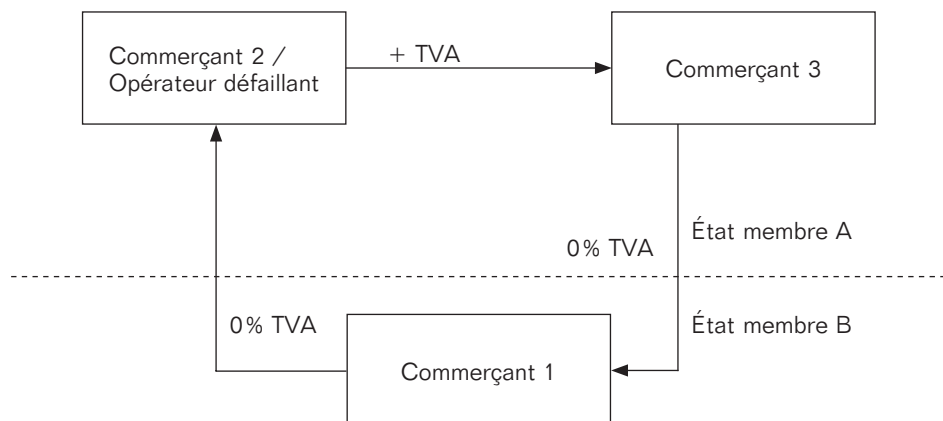 Commerçant 2 /
Opérateur défaillant
+ TVA
Commerçant 3
État membre A
0% TVA
0% TVA
État membre B
Commerçant 1